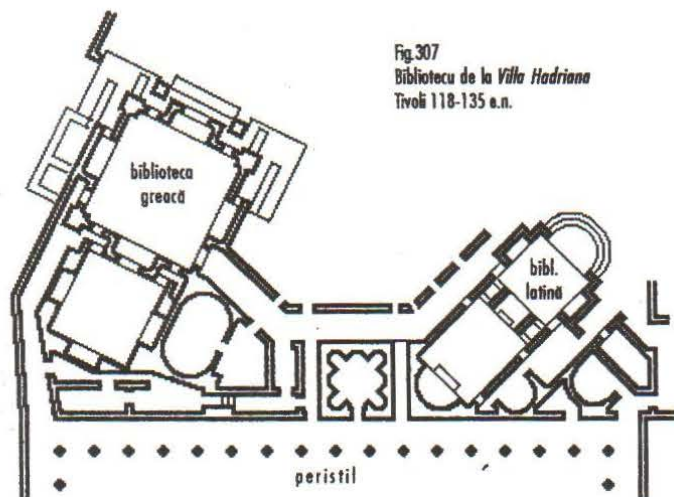 Fig.307
Bibliotecu de la Villa Hadriana
Tivoli 118-135 e.n.
biblioteca
greacă
bibl.
latină
peristil